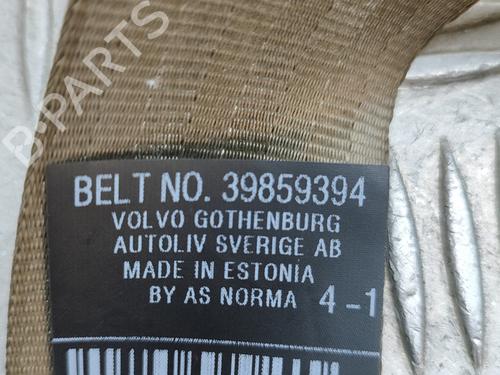 B-PARTS
BELT NO. 39859394
VOLVO GOTHENBURG
AUTOLIV SVERIGE AB
MADE IN ESTONIA
BY AS NORMA 4-1